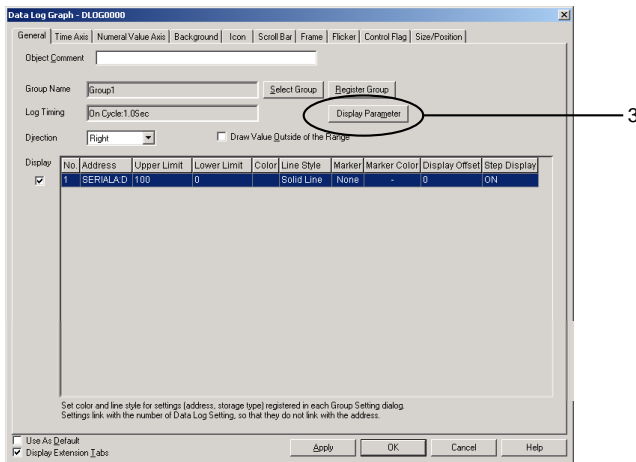 Data Log Graph - DLOG0000
General Time Axis Numeral Value Axis Background Icon Scroll Bar Frame Flicker Control Flag Size/Position
Object Comment
Group Name Group1 Select Group Register Group
Log Timing On Cycle:1.0Sec Display Parameter 3
Direction Right Draw Value Outside of the Range
Display No. Address Upper Limit Lower Limit Color Line Style Marker Marker Color Display Offset Step Display
1 SERIALA:D 100 0 Solid Line None - 0 ON
Set color and line style for settings (address, storage type) registered in each Group Setting dialog.
Settings link with the number of Data Log Setting, so that they do not link with the address.
Use As Default
Display Extension Tabs Apply OK Cancel Help